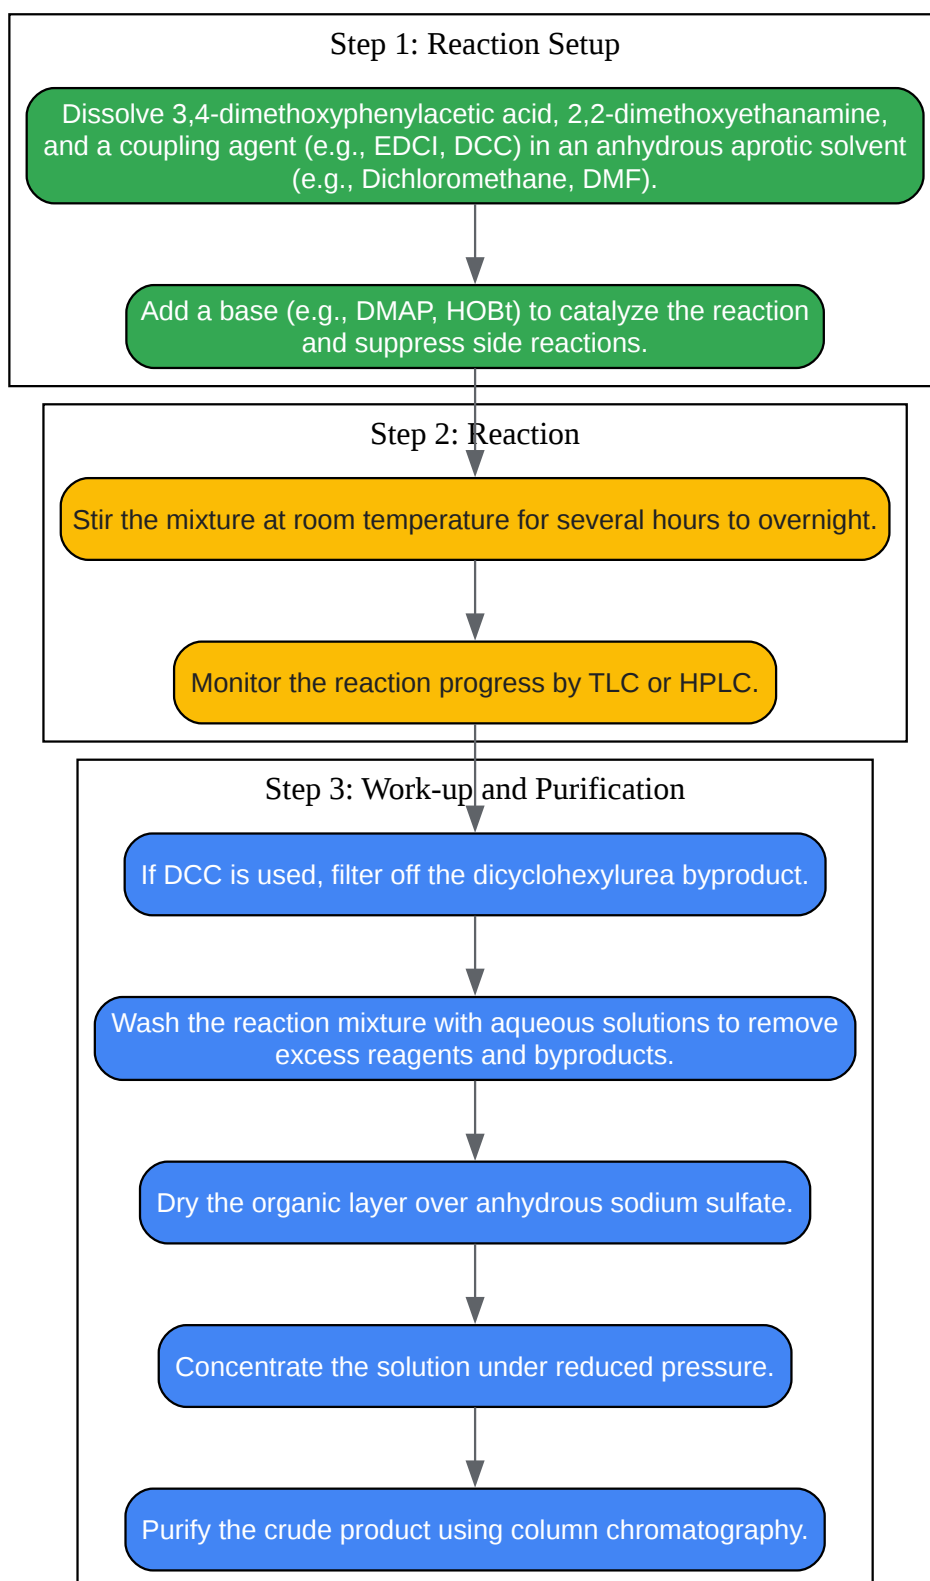 Step 1: Reaction Setup
Dissolve 3,4-dimethoxyphenylacetic acid, 2,2-dimethoxyethanamine,
and a coupling agent (e.g., EDCI, DCC) in an anhydrous aprotic solvent
(e.g., Dichloromethane, DMF).
Add a base (e.g., DMAP, HOBt) to catalyze the reaction
and suppress side reactions.
Step 2: Reaction
Stir the mixture at room temperature for several hours to overnight.
Monitor the reaction progress by TLC or HPLC.
Step 3: Work-up and Purification
If DCC is used, filter off the dicyclohexylurea byproduct.
Wash the reaction mixture with aqueous solutions to remove
excess reagents and byproducts.
Dry the organic layer over anhydrous sodium sulfate.
Concentrate the solution under reduced pressure.
Purify the crude product using column chromatography.